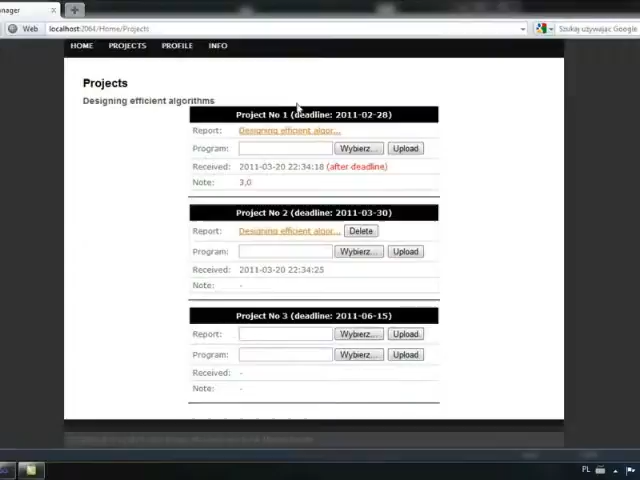 anager
Web localhost:2064/Home/Projects Szukaj używając Google
HOME PROJECTS PROFILE INFO
Projects
Designing efficient algorithms
Project No 1 (deadline: 2011-02-28)
Report: Designing efficient algor...
Program: Wybierz... Upload
Received: 2011-03-20 22:34:18 (after deadline)
Note: 3,0
Project No 2 (deadline: 2011-03-30)
Report: Designing efficient algor... Delete
Program: Wybierz... Upload
Received: 2011-03-20 22:34:25
Note: -
Project No 3 (deadline: 2011-06-15)
Report: Wybierz... Upload
Program: Wybierz... Upload
Received: -
Note: -
PL